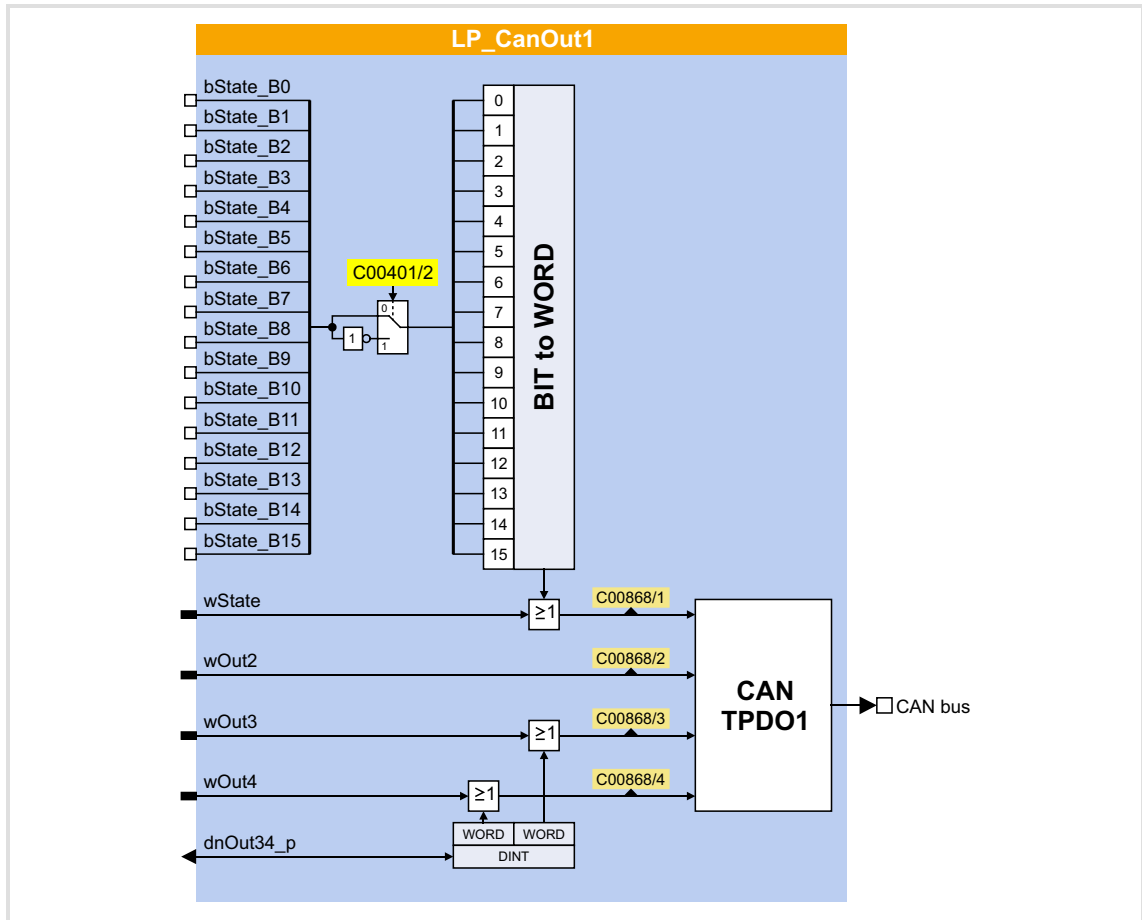 LP_CanOut1
bState_B0
bState_B1
bState_B2
bState_B3
bState_B4
bState_B5
bState_B6
bState_B7
bState_B8
bState_B9
bState_B10
bState_B11
bState_B12
bState_B13
bState_B14
bState_B15
C00401/2
0
1
1
0
1
2
3
4
5
6
7
8
9
10
11
12
13
14
15
BIT to WORD
wState
≥1
C00868/1
wOut2
C00868/2
wOut3
≥1
C00868/3
wOut4
≥1
C00868/4
CAN
TPDO1
CAN bus
dnOut34_p
WORD WORD
DINT